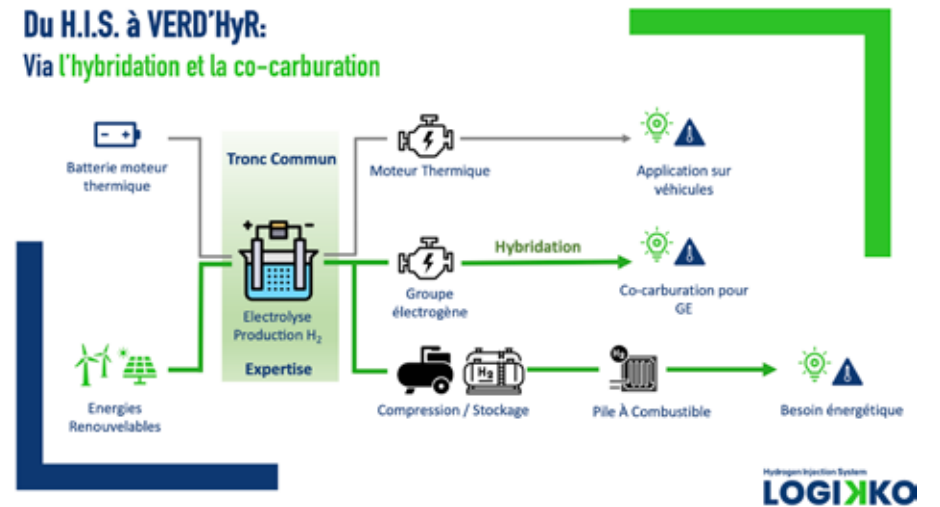 Du H.I.S. à VERD'HyR:
Via l'hybridation et la co-carburation
Batterie moteur
thermique
Tronc Commun
Moteur Thermique
Application sur
véhicules
Electrolyse
Production H₂
Expertise
Groupe
électrogène
Hybridation
Co-carburation pour
GE
Energies
Renouvelables
H₂
Compression / Stockage
H₂
Pile À Combustible
Besoin énergétique
Hydrogen Injection System
LOGIKKO